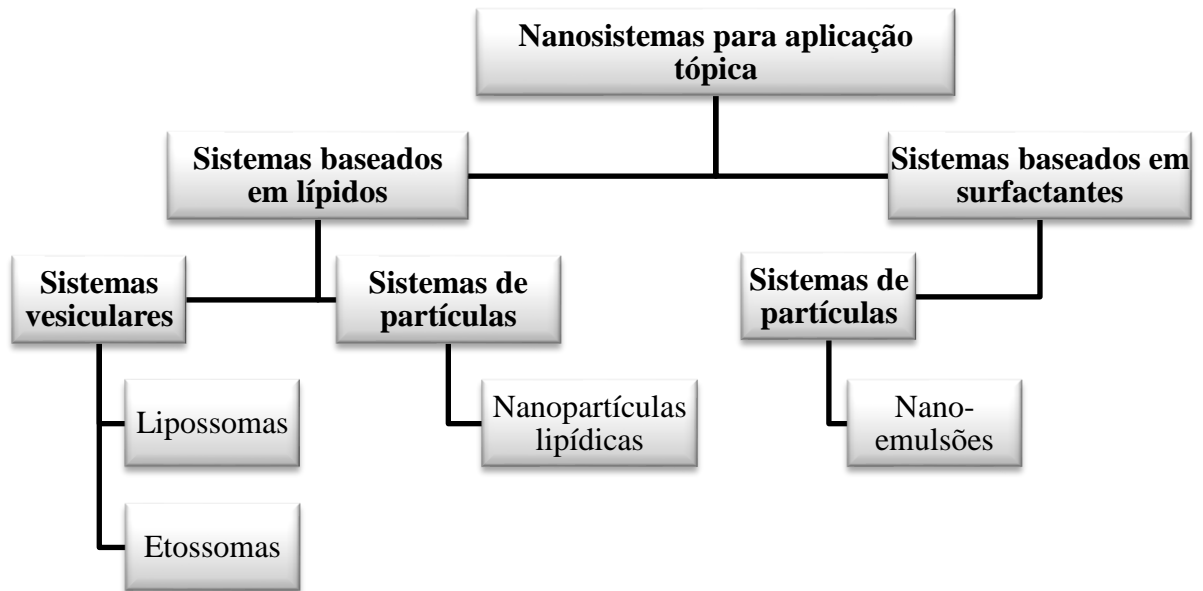 Nanosistemas para aplicação
tópica
Sistemas baseados
em lípidos
Sistemas baseados em
surfactantes
Sistemas
vesiculares
Sistemas de
partículas
Sistemas de
partículas
Lipossomas
Nanopartículas
lipídicas
Nano-
emulsões
Etossomas